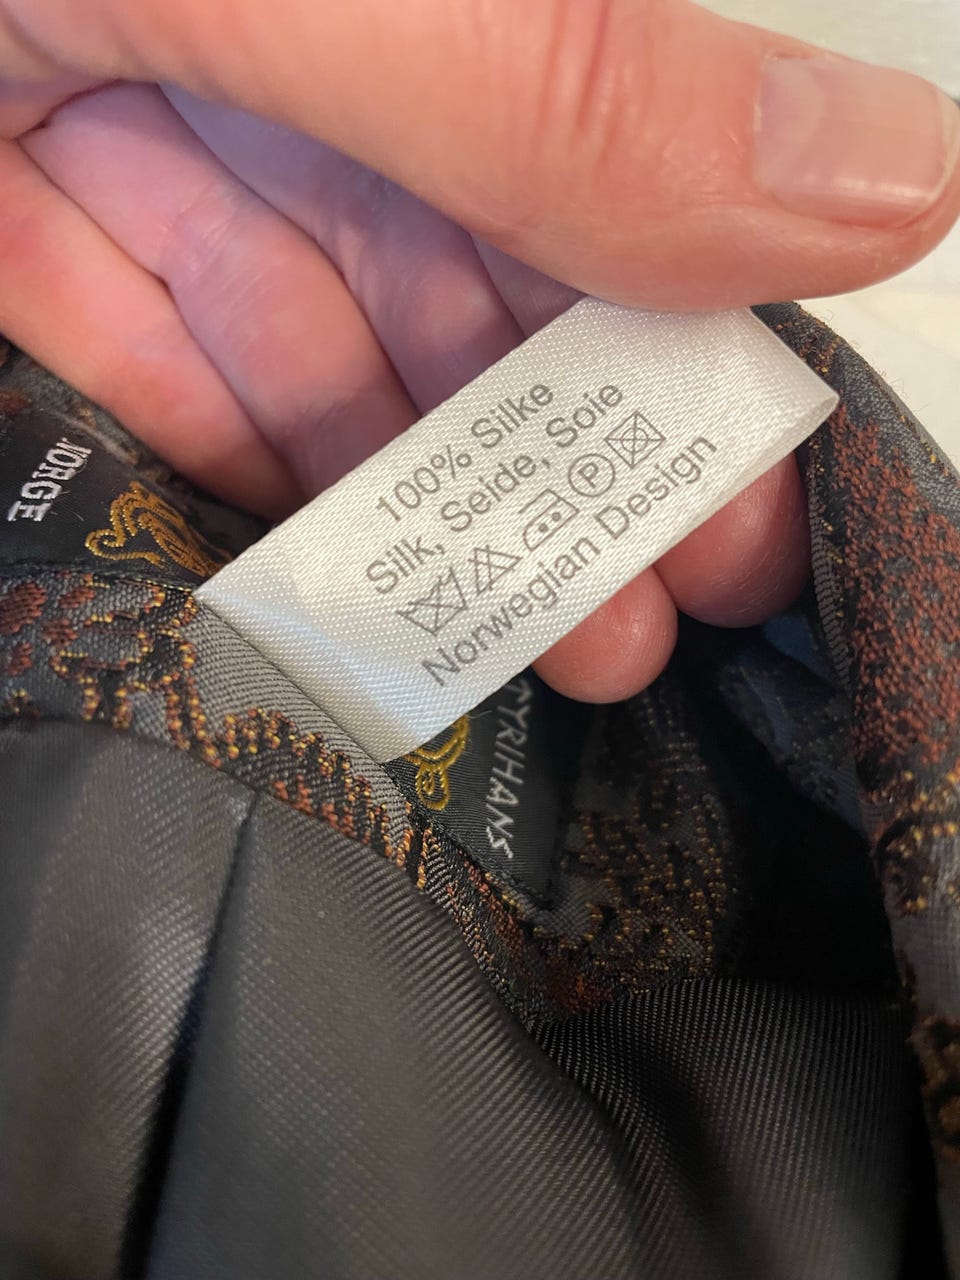 100% Silke
Silk, Seide, Soie
P
Norwegian Design
NORGE
TYRIHANS